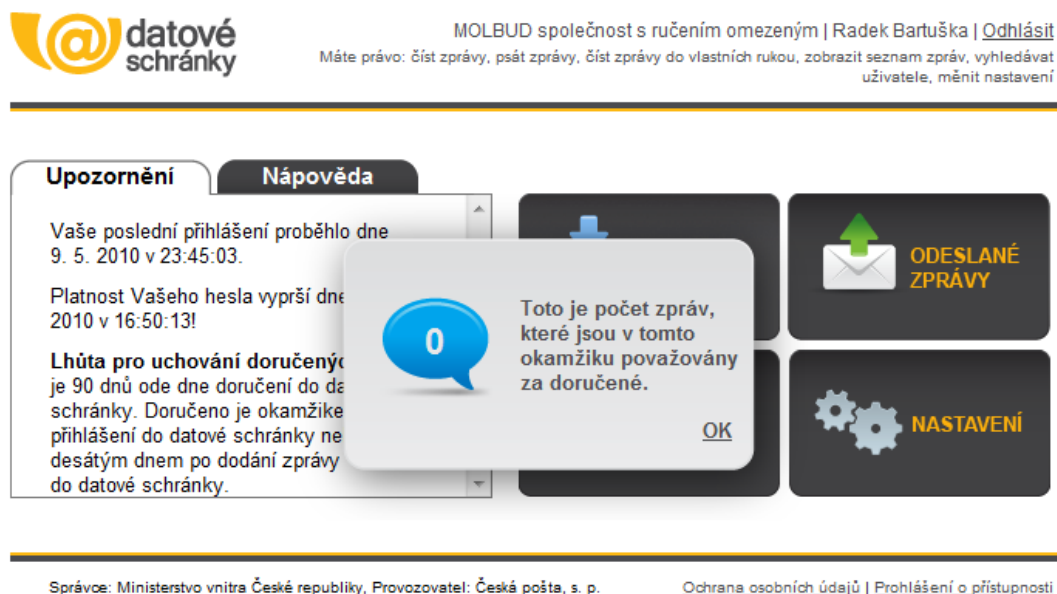 datové
schránky
MOLBUD společnost s ručením omezeným | Radek Bartuška | Odhlásit
Máte právo: číst zprávy, psát zprávy, číst zprávy do vlastních rukou, zobrazit seznam zpráv, vyhledávat
uživatele, měnit nastavení
Upozornění
Nápověda
Vaše poslední přihlášení proběhlo dne
9. 5. 2010 v 23:45:03.
Platnost Vašeho hesla vyprší dne
2010 v 16:50:13!
Lhůta pro uchování
je 90 dnů ode dne doručení do
schránky. Doručeno je
přihlášení do datové schránky
desátým dnem po dodání zprávy
do datové schránky.
0
Toto je počet zpráv,
které jsou v tomto
okamžiku považovány
za doručené.
OK
ODESLANÉ
ZPRÁVY
NASTAVENÍ
Správce: Ministerstvo vnitra České republiky, Provozovatel: Česká pošta, s. p.
Ochrana osobních údajů | Prohlášení o přístupnosti